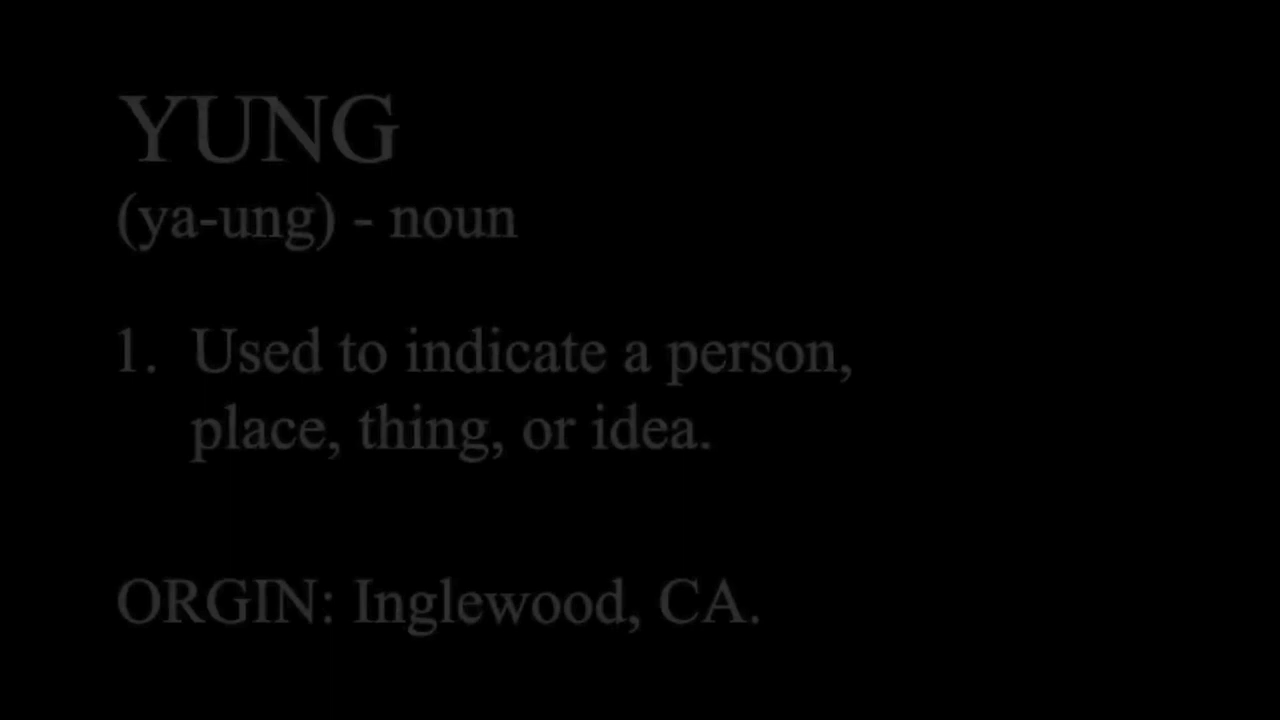 YUNG
(ya-ung) - noun
1. Used to indicate a person,
place, thing, or idea.
ORGIN: Inglewood, CA.